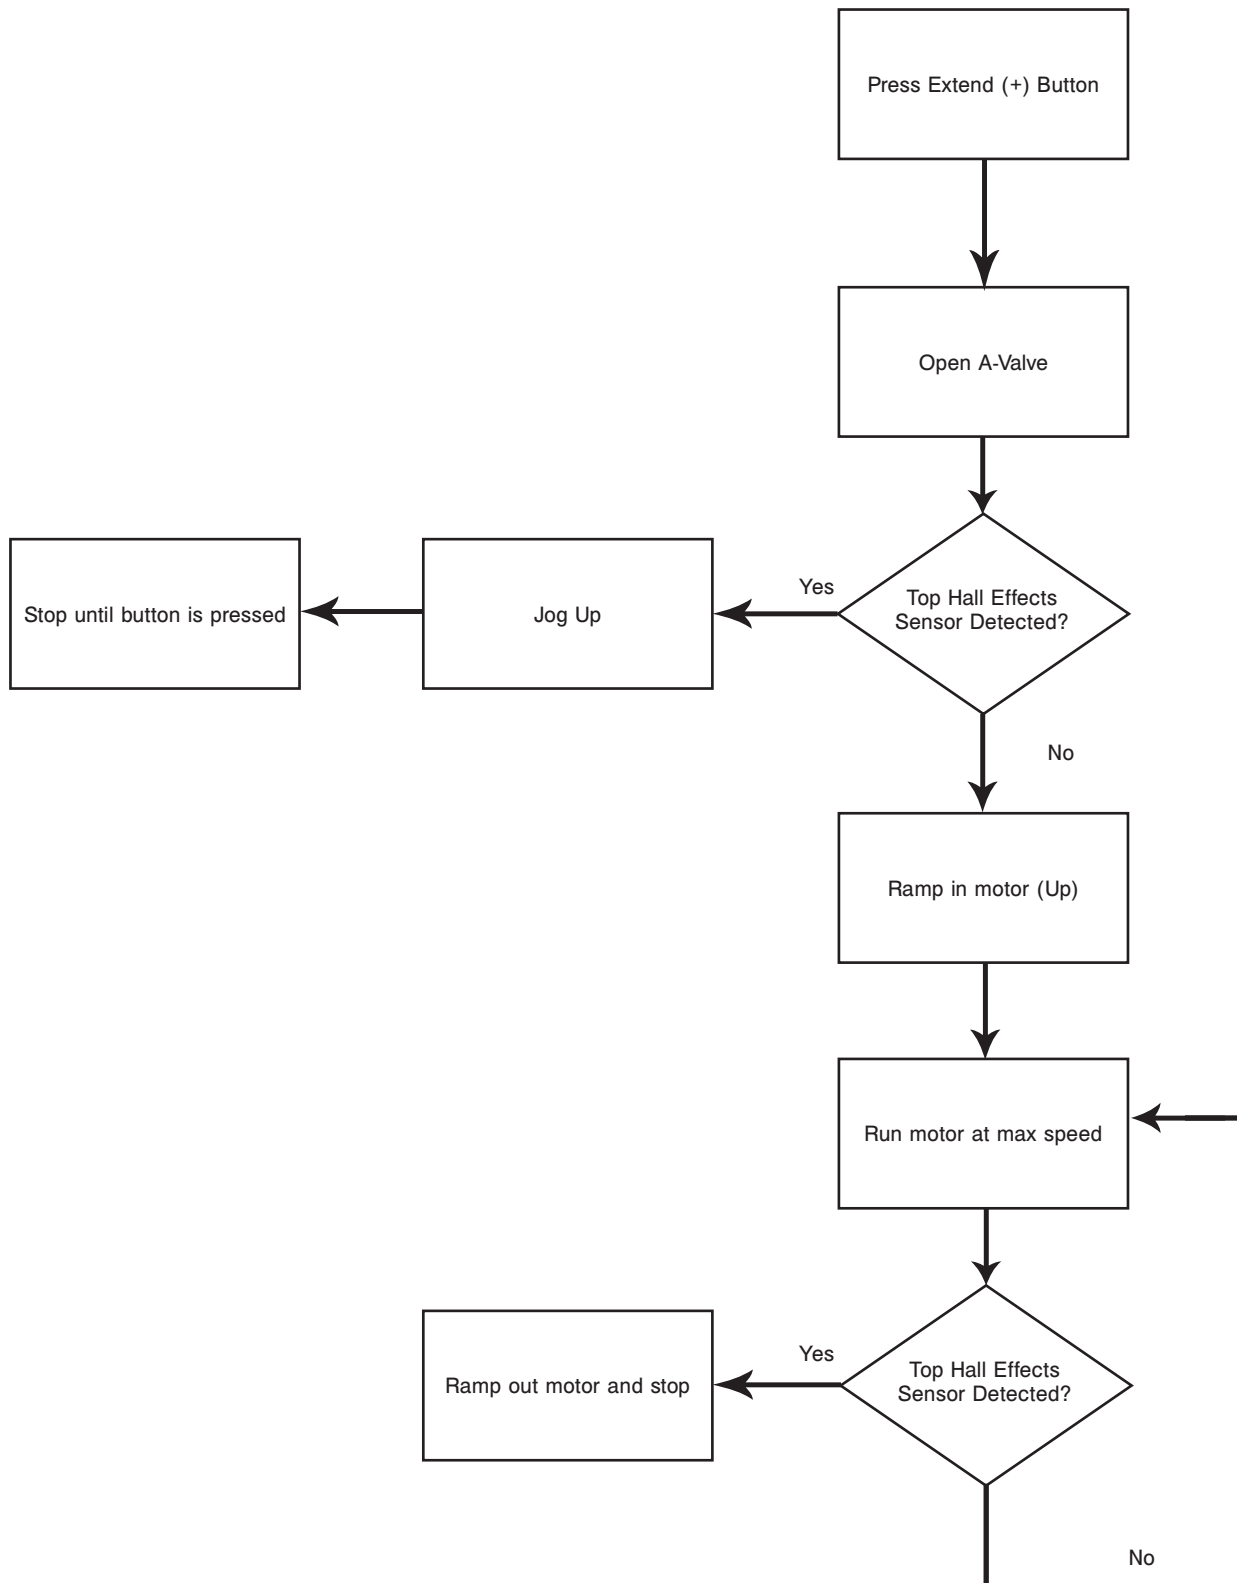 Press Extend (+) Button
Open A-Valve
Top Hall Effects
Sensor Detected?
Yes
Jog Up
Stop until button is pressed
No
Ramp in motor (Up)
Run motor at max speed
Top Hall Effects
Sensor Detected?
Yes
Ramp out motor and stop
No